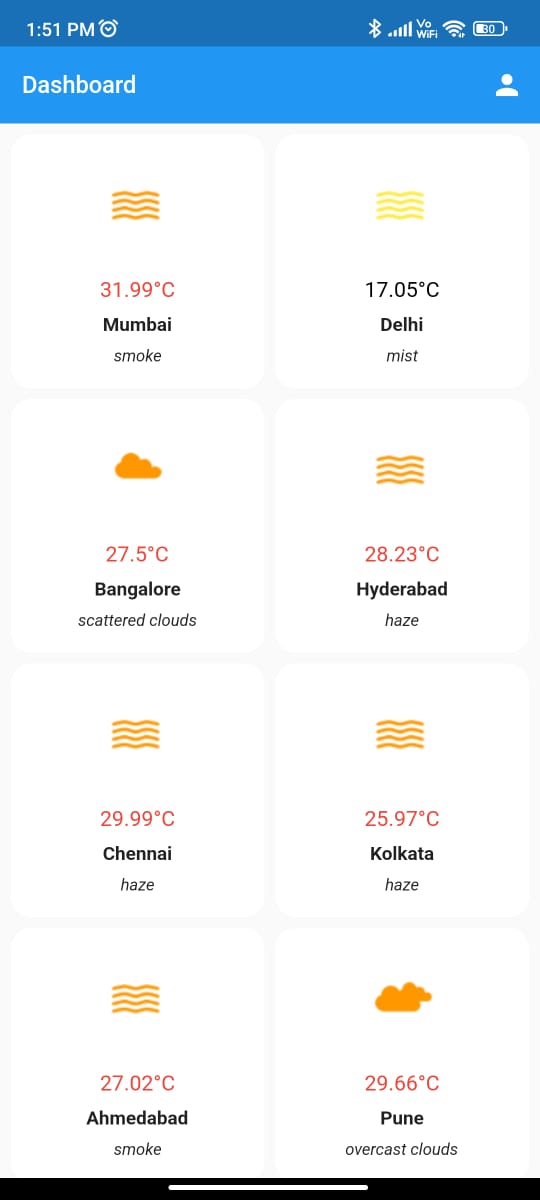 1:51 PM
Vo
WiFi
30
Dashboard
31.99°C
Mumbai
smoke
17.05°C
Delhi
mist
27.5°C
Bangalore
scattered clouds
28.23°C
Hyderabad
haze
29.99°C
Chennai
haze
25.97°C
Kolkata
haze
27.02°C
Ahmedabad
smoke
29.66°C
Pune
overcast clouds